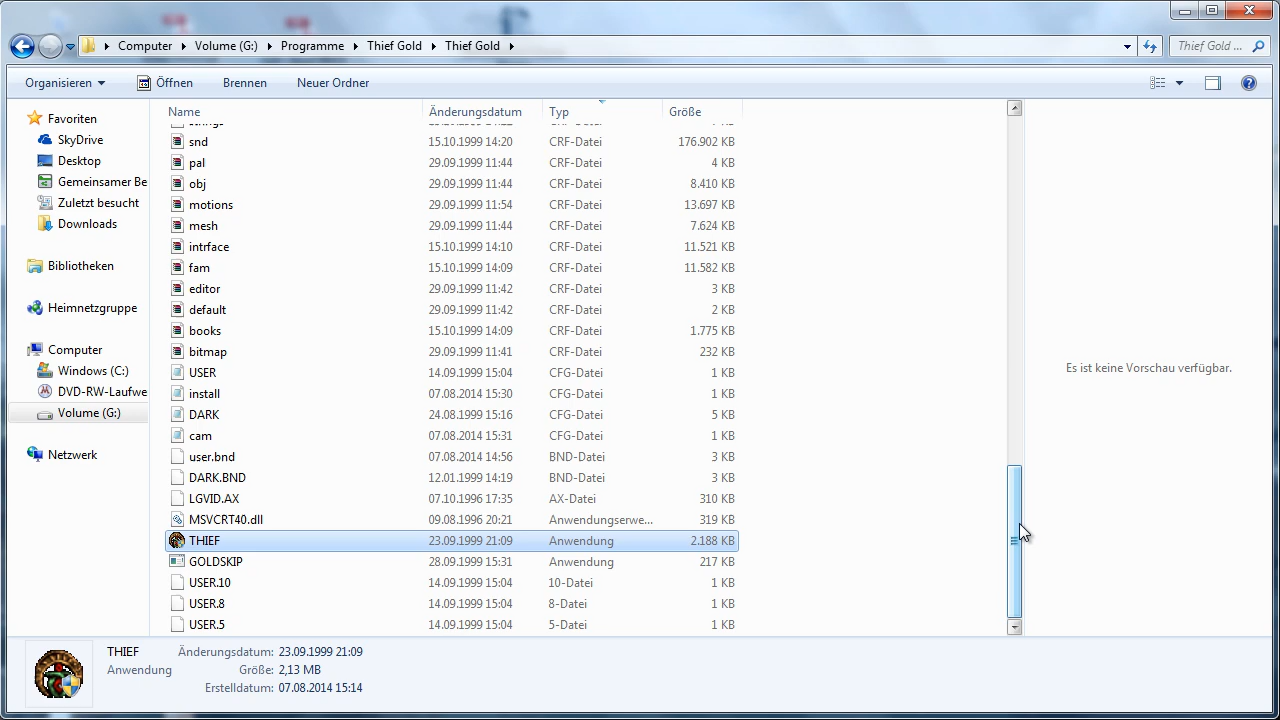 Computer Volume (G:) Programme Thief Gold Thief Gold
Thief Gold ...
Organisieren Öffnen Brennen Neuer Ordner
Name Änderungsdatum Typ Größe
Favoriten
SkyDrive
Desktop
Gemeinsamer Be
Zuletzt besucht
Downloads
Bibliotheken
Heimnetzgruppe
Computer
Windows (C:)
DVD-RW-Laufwe
Volume (G:)
Netzwerk
snd 15.10.1999 14:20 CRF-Datei 176.902 KB
pal 29.09.1999 11:44 CRF-Datei 4 KB
obj 29.09.1999 11:44 CRF-Datei 8.410 KB
motions 29.09.1999 11:54 CRF-Datei 13.697 KB
mesh 29.09.1999 11:44 CRF-Datei 7.624 KB
intrface 15.10.1999 14:10 CRF-Datei 11.521 KB
fam 15.10.1999 14:09 CRF-Datei 11.582 KB
editor 29.09.1999 11:42 CRF-Datei 3 KB
default 29.09.1999 11:42 CRF-Datei 2 KB
books 15.10.1999 14:09 CRF-Datei 1.775 KB
bitmap 29.09.1999 11:41 CRF-Datei 232 KB
USER 14.09.1999 15:04 CFG-Datei 1 KB
install 07.08.2014 15:30 CFG-Datei 1 KB
DARK 24.08.1999 15:16 CFG-Datei 5 KB
cam 07.08.2014 15:31 CFG-Datei 1 KB
user.bnd 07.08.2014 14:56 BND-Datei 3 KB
DARK.BND 12.01.1999 14:19 BND-Datei 3 KB
LGVID.AX 07.10.1996 17:35 AX-Datei 310 KB
MSVCRT40.dll 09.08.1996 20:21 Anwendungserwe... 319 KB
THIEF 23.09.1999 21:09 Anwendung 2.188 KB
GOLDSKIP 28.09.1999 15:31 Anwendung 217 KB
USER.10 14.09.1999 15:04 10-Datei 1 KB
USER.8 14.09.1999 15:04 8-Datei 1 KB
USER.5 14.09.1999 15:04 5-Datei 1 KB
Es ist keine Vorschau verfügbar.
THIEF Änderungsdatum: 23.09.1999 21:09
Anwendung Größe: 2,13 MB
Erstelldatum: 07.08.2014 15:14